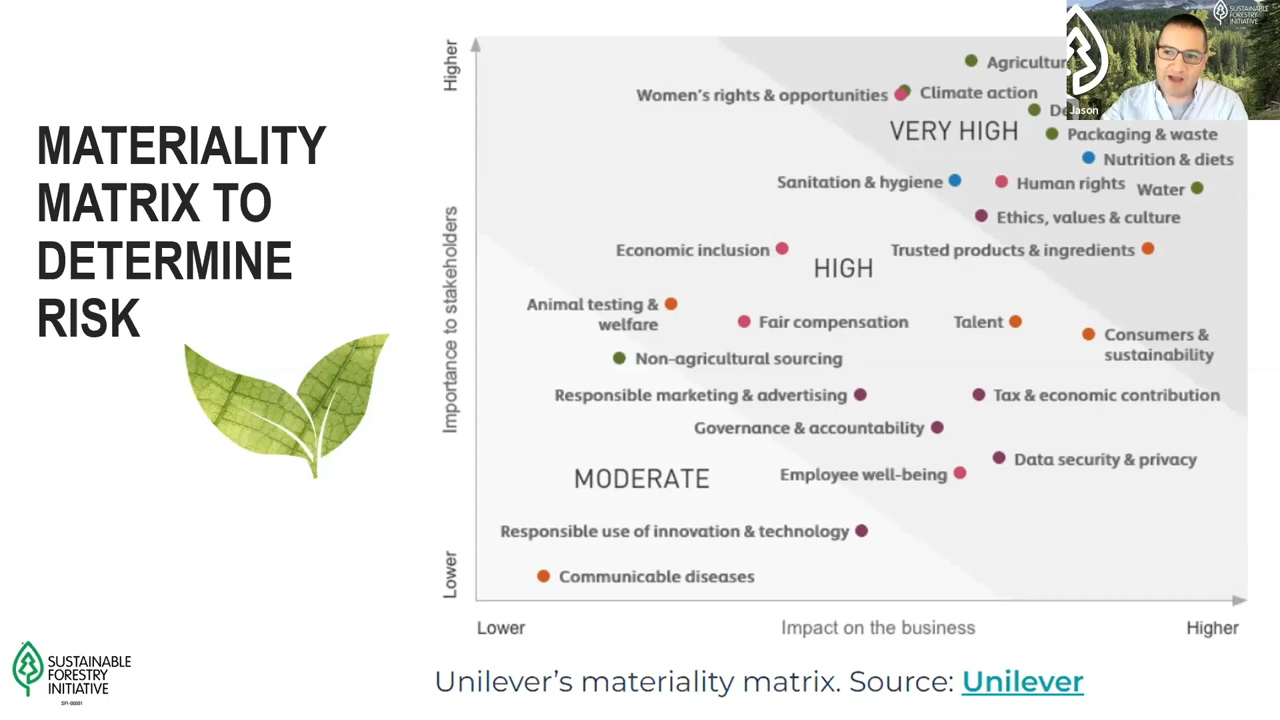 MATERIALITY
MATRIX TO
DETERMINE
RISK
SUSTAINABLE
FORESTRY
INITIATIVE
SFI-00001
Higher
Importance to stakeholders
Lower
Women's rights & opportunities
Climate action
VERY HIGH
Packaging & waste
Nutrition & diets
Sanitation & hygiene
Human rights
Water
Ethics, values & culture
Economic inclusion
Trusted products & ingredients
HIGH
Animal testing &
welfare
Fair compensation
Talent
Consumers &
sustainability
Non-agricultural sourcing
Responsible marketing & advertising
Tax & economic contribution
Governance & accountability
Data security & privacy
MODERATE
Employee well-being
Responsible use of innovation & technology
Communicable diseases
Lower
Impact on the business
Higher
Unilever's materiality matrix. Source: Unilever
SUSTAINABLE
FORESTRY
INITIATIVE
Jason